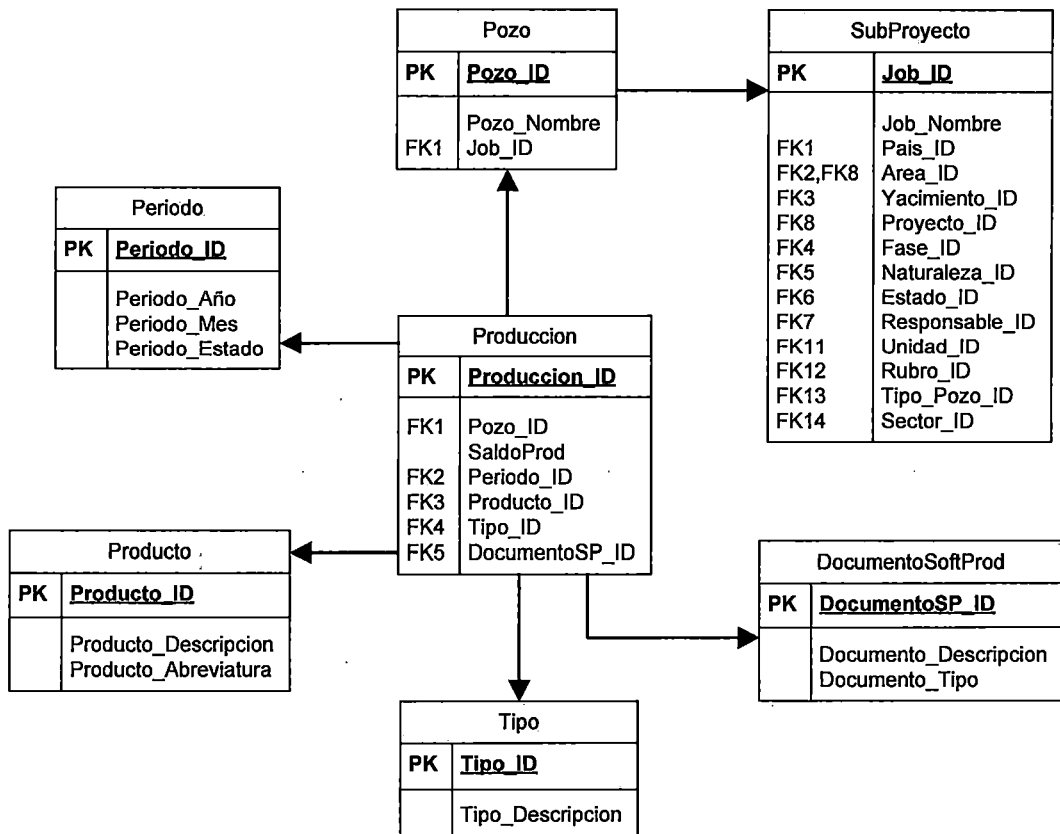 Pozo
PK Pozo_ID
Pozo_Nombre
FK1 Job_ID
SubProyecto
PK Job_ID
Job_Nombre
FK1 Pais_ID
FK2,FK8 Area_ID
FK3 Yacimiento_ID
FK8 Proyecto_ID
FK4 Fase_ID
FK5 Naturaleza_ID
FK6 Estado_ID
FK7 Responsable_ID
FK11 Unidad_ID
FK12 Rubro_ID
FK13 Tipo_Pozo_ID
FK14 Sector_ID
Periodo
PK Periodo_ID
Periodo_Año
Periodo_Mes
Periodo_Estado
Produccion
PK Produccion_ID
FK1 Pozo_ID
SaldoProd
FK2 Periodo_ID
FK3 Producto_ID
FK4 Tipo_ID
FK5 DocumentoSP_ID
Producto
PK Producto_ID
Producto_Descripcion
Producto_Abreviatura
DocumentoSoftProd
PK DocumentoSP_ID
Documento_Descripcion
Documento_Tipo
Tipo
PK Tipo_ID
Tipo_Descripcion